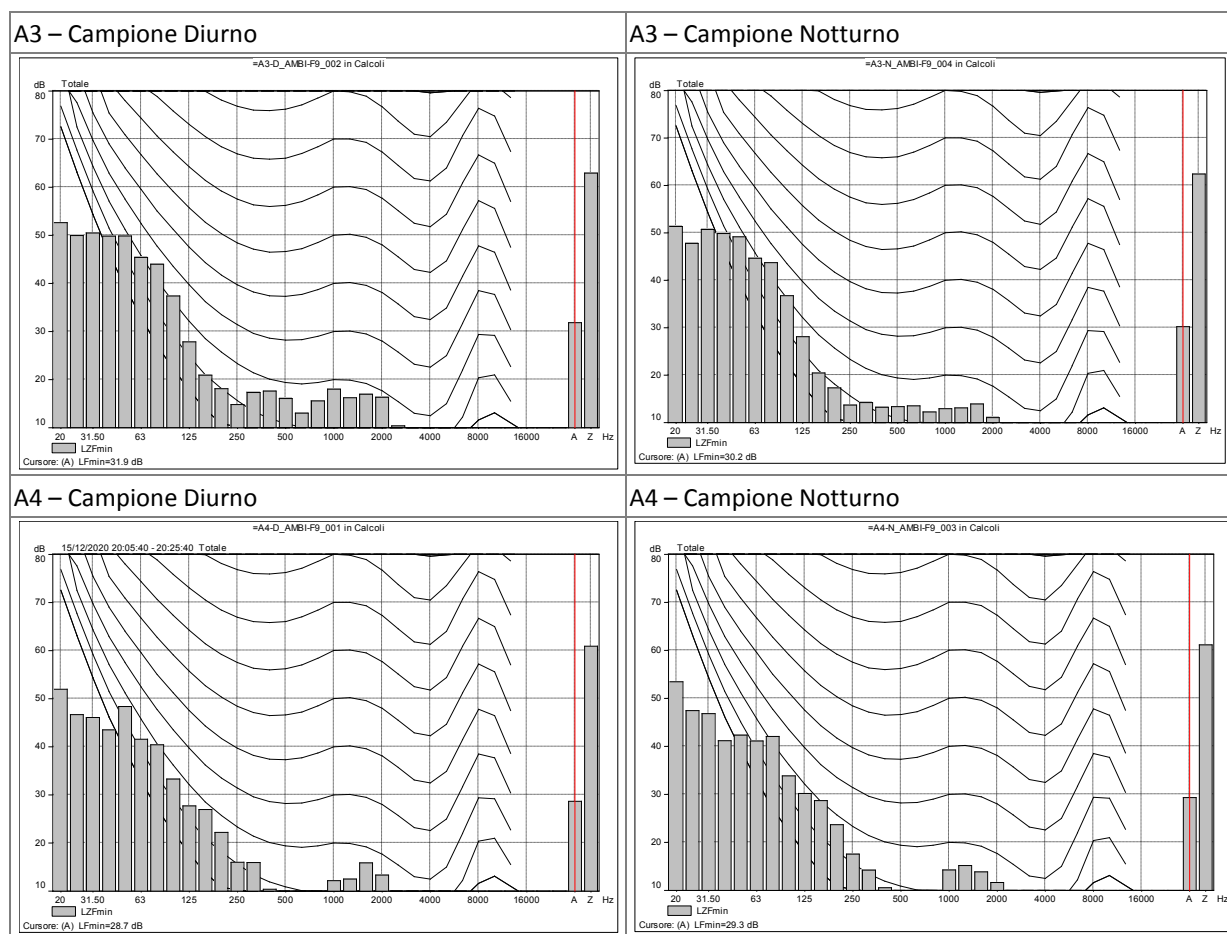 A3 – Campione Diurno
=A3-D_AMBI-F9_002 in Calcoli
dB Totale
80
70
60
50
40
30
20
10
20 31.50 63 125 250 500 1000 2000 4000 8000 16000 A Z Hz
LZFmin
Cursore: (A) LFmin=31.9 dB
A3 – Campione Notturno
=A3-N_AMBI-F9_004 in Calcoli
dB Totale
80
70
60
50
40
30
20
10
20 31.50 63 125 250 500 1000 2000 4000 8000 16000 A Z Hz
LZFmin
Cursore: (A) LFmin=30.2 dB
A4 – Campione Diurno
=A4-D_AMBI-F9_001 in Calcoli
dB 15/12/2020 20:05:40 - 20:25:40 Totale
80
70
60
50
40
30
20
10
20 31.50 63 125 250 500 1000 2000 4000 8000 16000 A Z Hz
LZFmin
Cursore: (A) LFmin=28.7 dB
A4 – Campione Notturno
=A4-N_AMBI-F9_003 in Calcoli
dB Totale
80
70
60
50
40
30
20
10
20 31.50 63 125 250 500 1000 2000 4000 8000 16000 A Z Hz
LZFmin
Cursore: (A) LFmin=29.3 dB